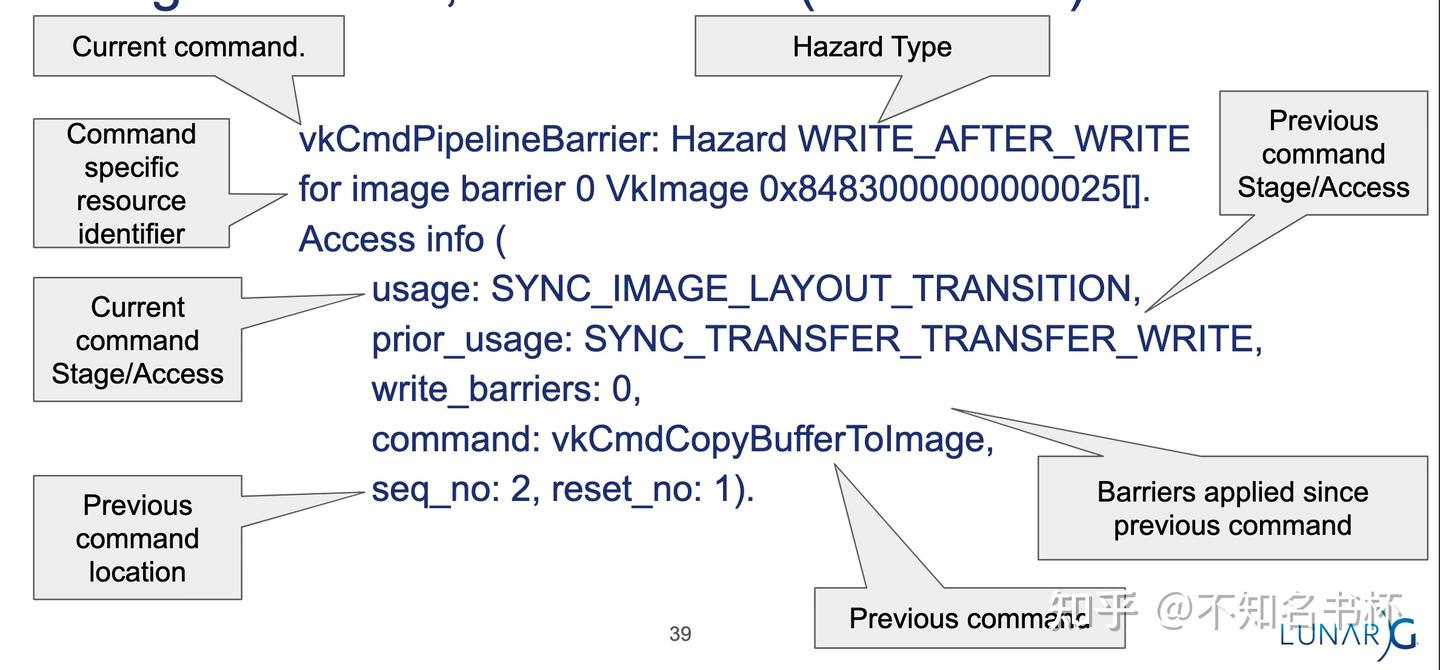 Current command.
Hazard Type
Command
specific
resource
identifier
Previous
command
Stage/Access
vkCmdPipelineBarrier: Hazard WRITE_AFTER_WRITE
for image barrier 0 VkImage 0x8483000000000025[].
Access info (
Current
command
Stage/Access
usage: SYNC_IMAGE_LAYOUT_TRANSITION,
prior_usage: SYNC_TRANSFER_TRANSFER_WRITE,
write_barriers: 0,
command: vkCmdCopyBufferToImage,
seq_no: 2, reset_no: 1).
Previous
command
location
Barriers applied since
previous command
Previous command
39
知乎 @不知名书杯
LUNARG